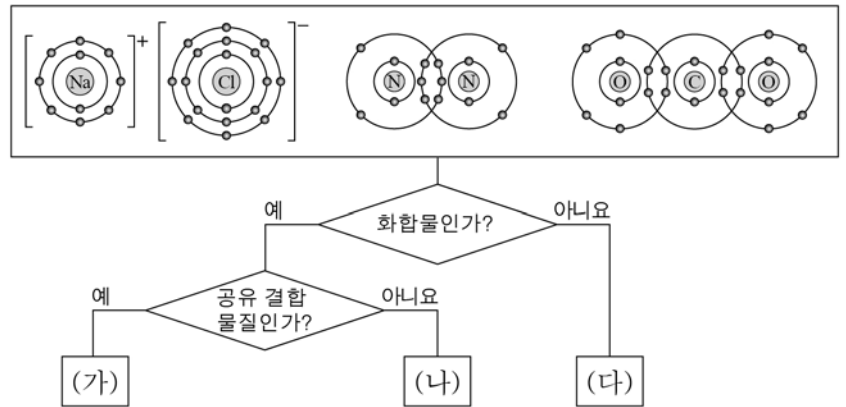 Na + Cl − N N O C O
예 화합물인가? 아니요
예 공유 결합 아니요
물질인가?
(가) (나) (다)